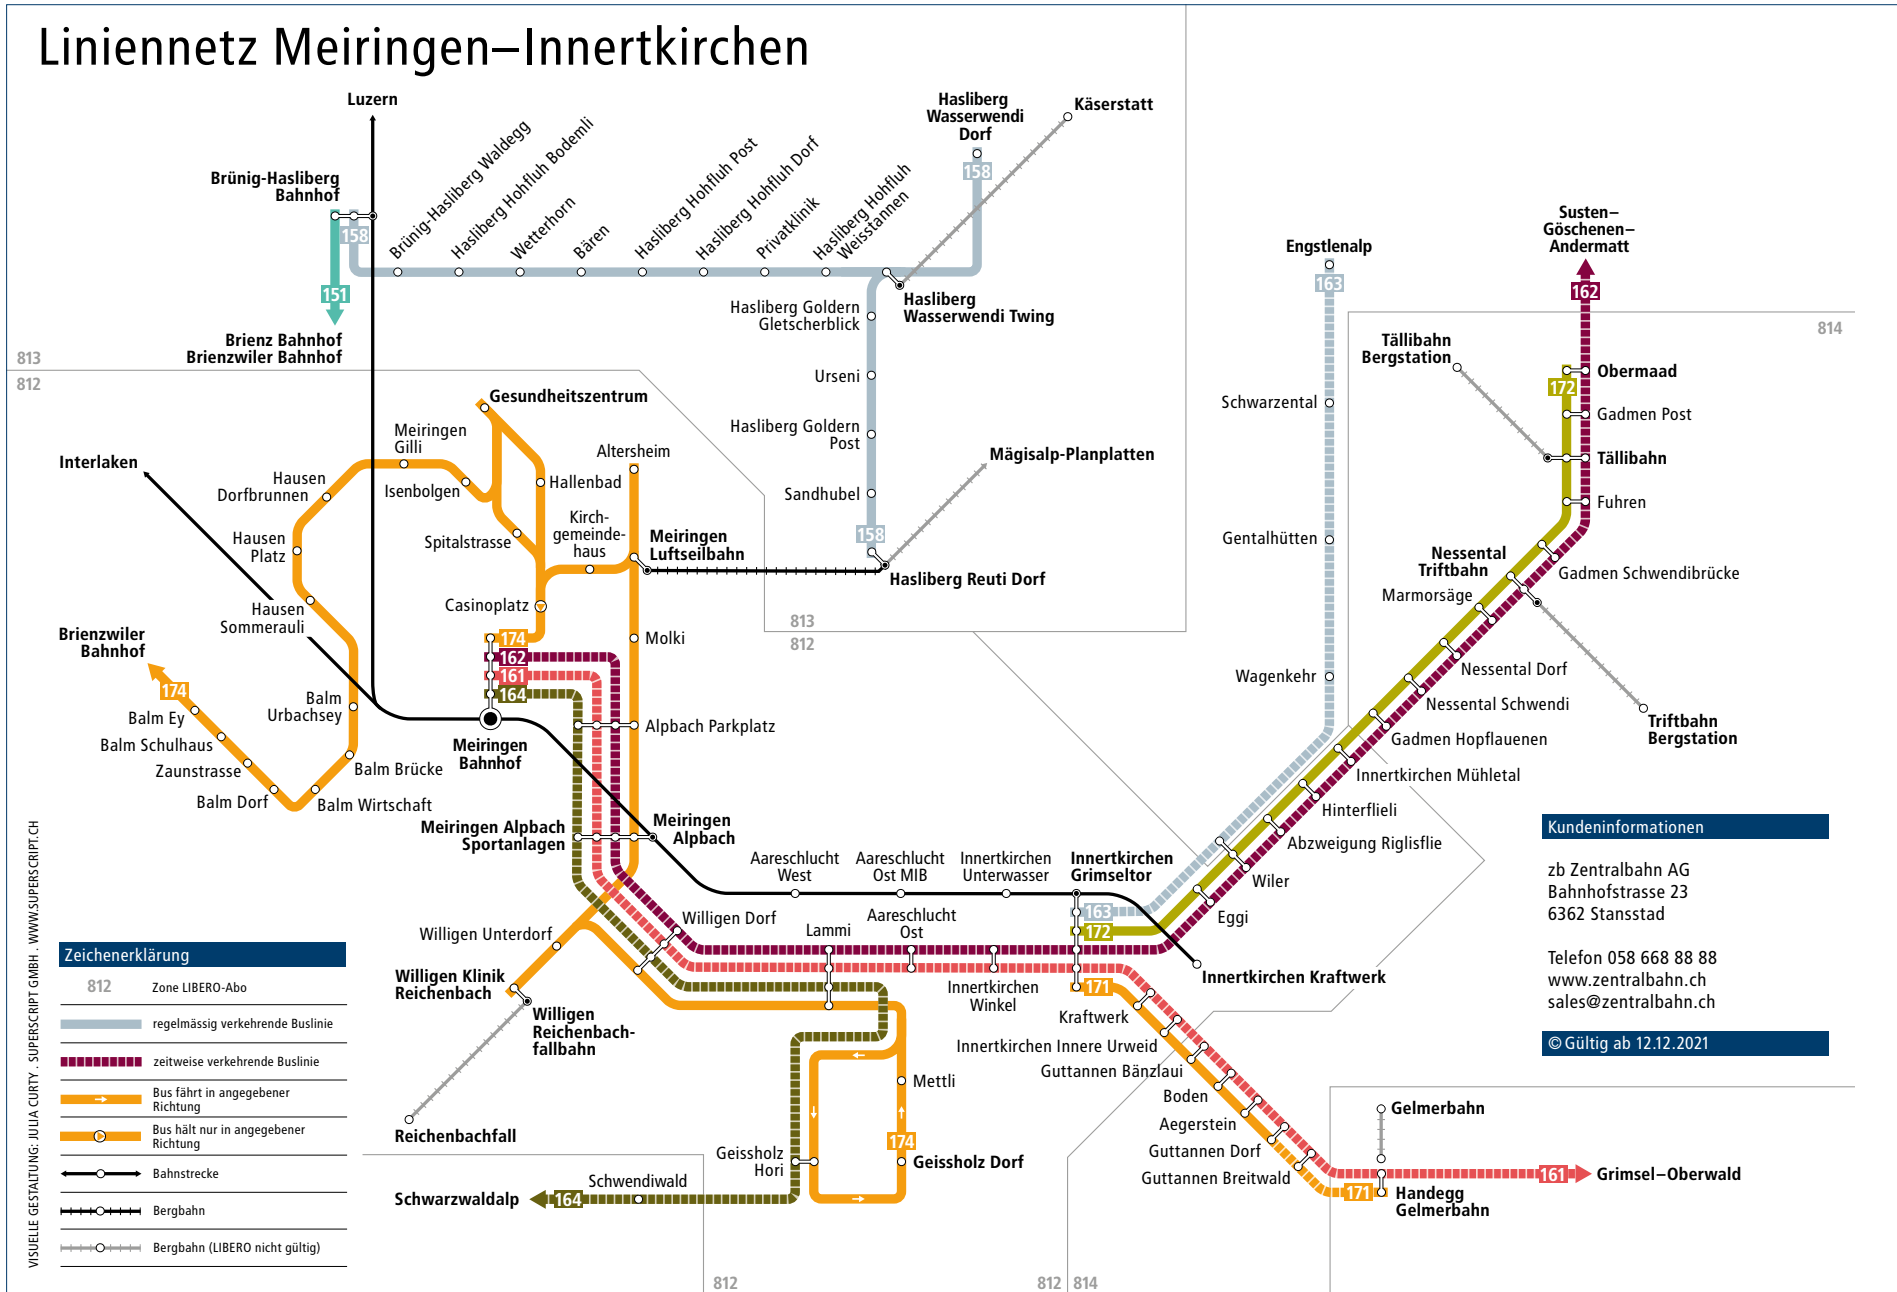 Liniennetz Meiringen–Innertkirchen
Luzern
Brünig-Hasliberg
Bahnhof
158
151
Brienz Bahnhof
Brienzwiler Bahnhof
Brünig-Hasliberg Waldegg
Hasliberg Hohfluh Bodemli
Wetterhorn
Bären
Hasliberg Hohfluh Post
Hasliberg Hohfluh Dorf
Privatklinik
Hasliberg Hohfluh
Weisstannen
Hasliberg
Wasserwendi
Dorf
158
Käserstatt
Hasliberg
Wasserwendi Twing
Hasliberg Goldern
Gletscherblick
Urseni
Hasliberg Goldern
Post
Sandhubel
158
Hasliberg Reuti Dorf
Mägisalp-Planplatten
813
812
813
812
Engstlenalp
163
Schwarzental
Gentalhütten
Wagenkehr
Susten–
Göschenen–
Andermatt
162
814
Tällibahn
Bergstation
172
Obermaad
Gadmen Post
Tällibahn
Fuhren
Gadmen Schwendibrücke
Nessental
Triftbahn
Marmorsäge
Nessental Dorf
Nessental Schwendi
Triftbahn
Bergstation
Gadmen Hopflauenen
Innertkirchen Mühletal
Hinterflieli
Abzweigung Riglisflie
Wiler
Eggi
Gesundheitszentrum
Meiringen
Gilli
Isenbolgen
Hallenbad
Altersheim
Interlaken
Hausen
Dorfbrunnen
Hausen
Platz
Hausen
Sommerauli
Spitalstrasse
Kirch-
gemeinde-
haus
Meiringen
Luftseilbahn
Casinoplatz
Molki
174
162
161
164
Meiringen
Bahnhof
Brienzwiler
Bahnhof
174
Balm Ey
Balm Schulhaus
Zaunstrasse
Balm Dorf
Balm
Urbachsey
Balm Brücke
Balm Wirtschaft
Alpbach Parkplatz
Meiringen Alpbach
Sportanlagen
Meiringen
Alpbach
Aareschlucht
West
Aareschlucht
Ost MIB
Innertkirchen
Unterwasser
Innertkirchen
Grimseltor
163
172
171
Innertkirchen Kraftwerk
Willigen Dorf
Lammi
Aareschlucht
Ost
Innertkirchen
Winkel
Willigen Unterdorf
Willigen Klinik
Reichenbach
Willigen
Reichenbach-
fallbahn
Reichenbachfall
Kraftwerk
Innertkirchen Innere Urweid
Guttannen Bänzlaui
Boden
Aegerstein
Guttannen Dorf
Guttannen Breitwald
171
Gelmerbahn
161
Grimsel–Oberwald
Handegg
Gelmerbahn
Mettli
174
Geissholz Dorf
Geissholz
Hori
Schwendiwald
164
Schwarzwaldalp
812
812
814
Zeichenerklärung
812 Zone LIBERO-Abo
regelmässig verkehrende Buslinie
zeitweise verkehrende Buslinie
Bus fährt in angegebener
Richtung
Bus hält nur in angegebener
Richtung
Bahnstrecke
Bergbahn
Bergbahn (LIBERO nicht gültig)
VISUELLE GESTALTUNG: JULIA CURTY . SUPERSCRIPT GMBH . WWW.SUPERSCRIPT.CH
Kundeninformationen
zb Zentralbahn AG
Bahnhofstrasse 23
6362 Stansstad
Telefon 058 668 88 88
www.zentralbahn.ch
sales@zentralbahn.ch
© Gültig ab 12.12.2021